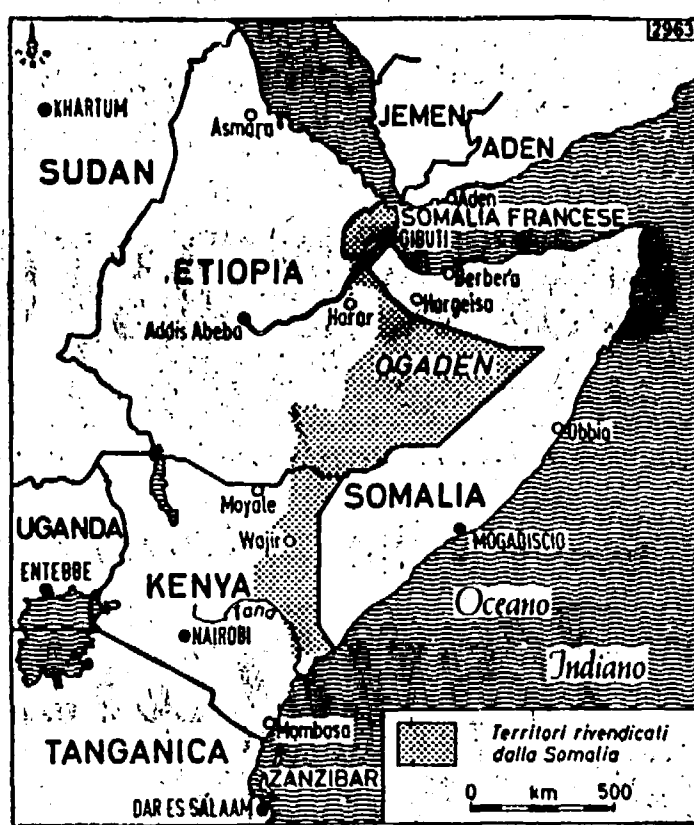 2963
KHARTUM
Asmara
JEMEN
ADEN
SUDAN
Aden
SOMALIA FRANCESE
GIBUTI
ETIOPIA
Berbera
Harar
Hargeisa
Addis Abeba
OGADEN
Obbia
Moyale
SOMALIA
UGANDA
Wajir
MOGADISCIO
ENTEBBE
KENYA
Tana
Oceano
NAIROBI
Indiano
Mombasa
TANGANICA
ZANZIBAR
DAR ES SALAAM
Territori rivendicati
dalla Somalia
0 km 500